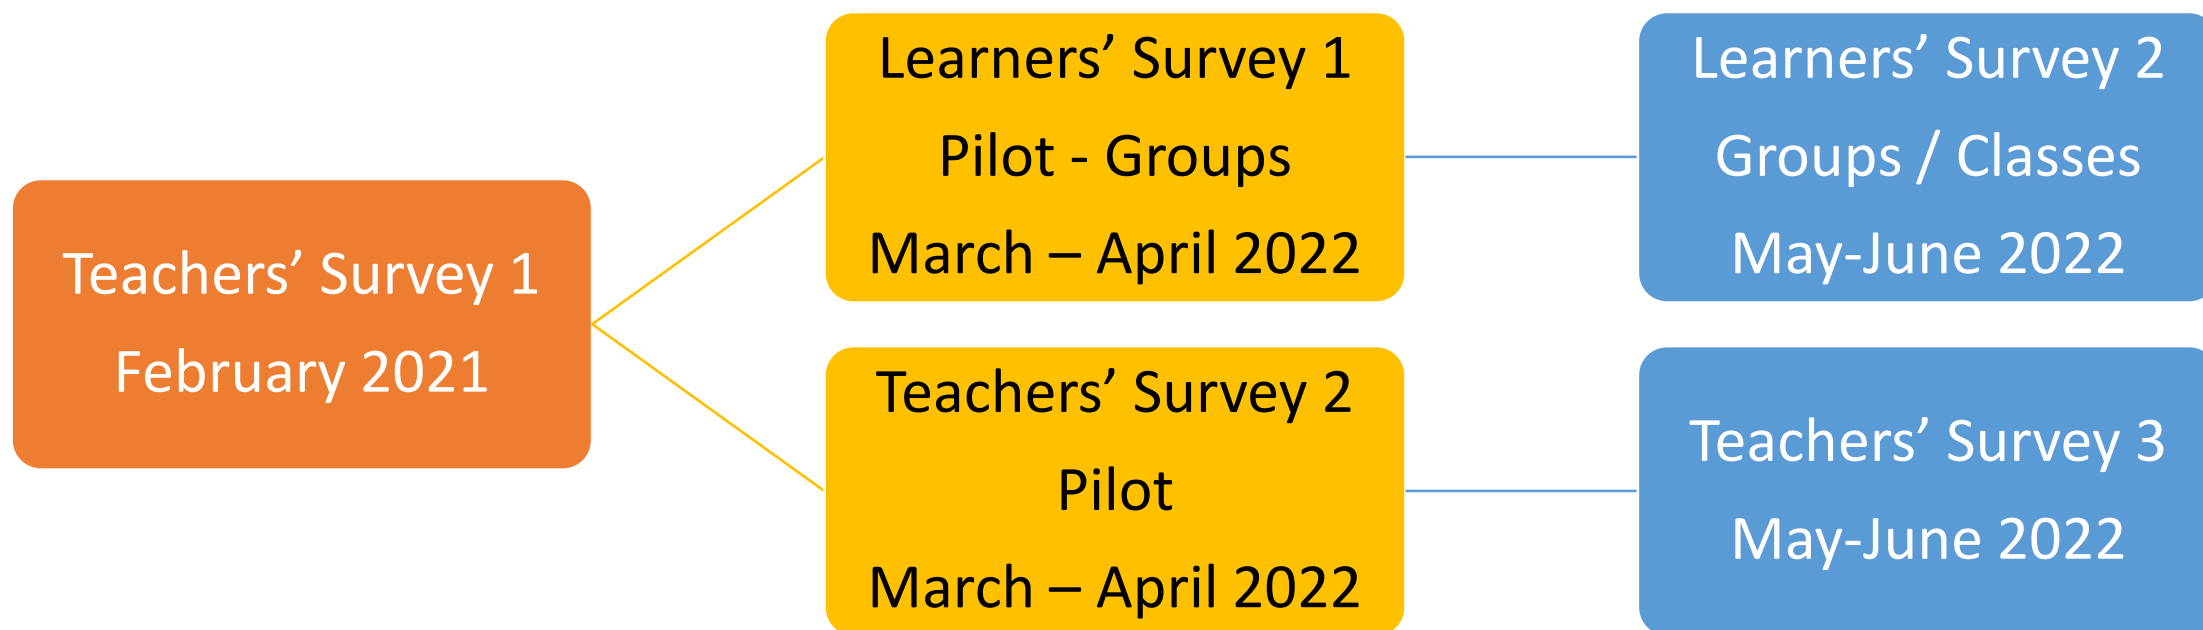 Teachers’ Survey 1
February 2021
Learners’ Survey 1
Pilot - Groups
March – April 2022
Teachers’ Survey 2
Pilot
March – April 2022
Learners’ Survey 2
Groups / Classes
May-June 2022
Teachers’ Survey 3
May-June 2022